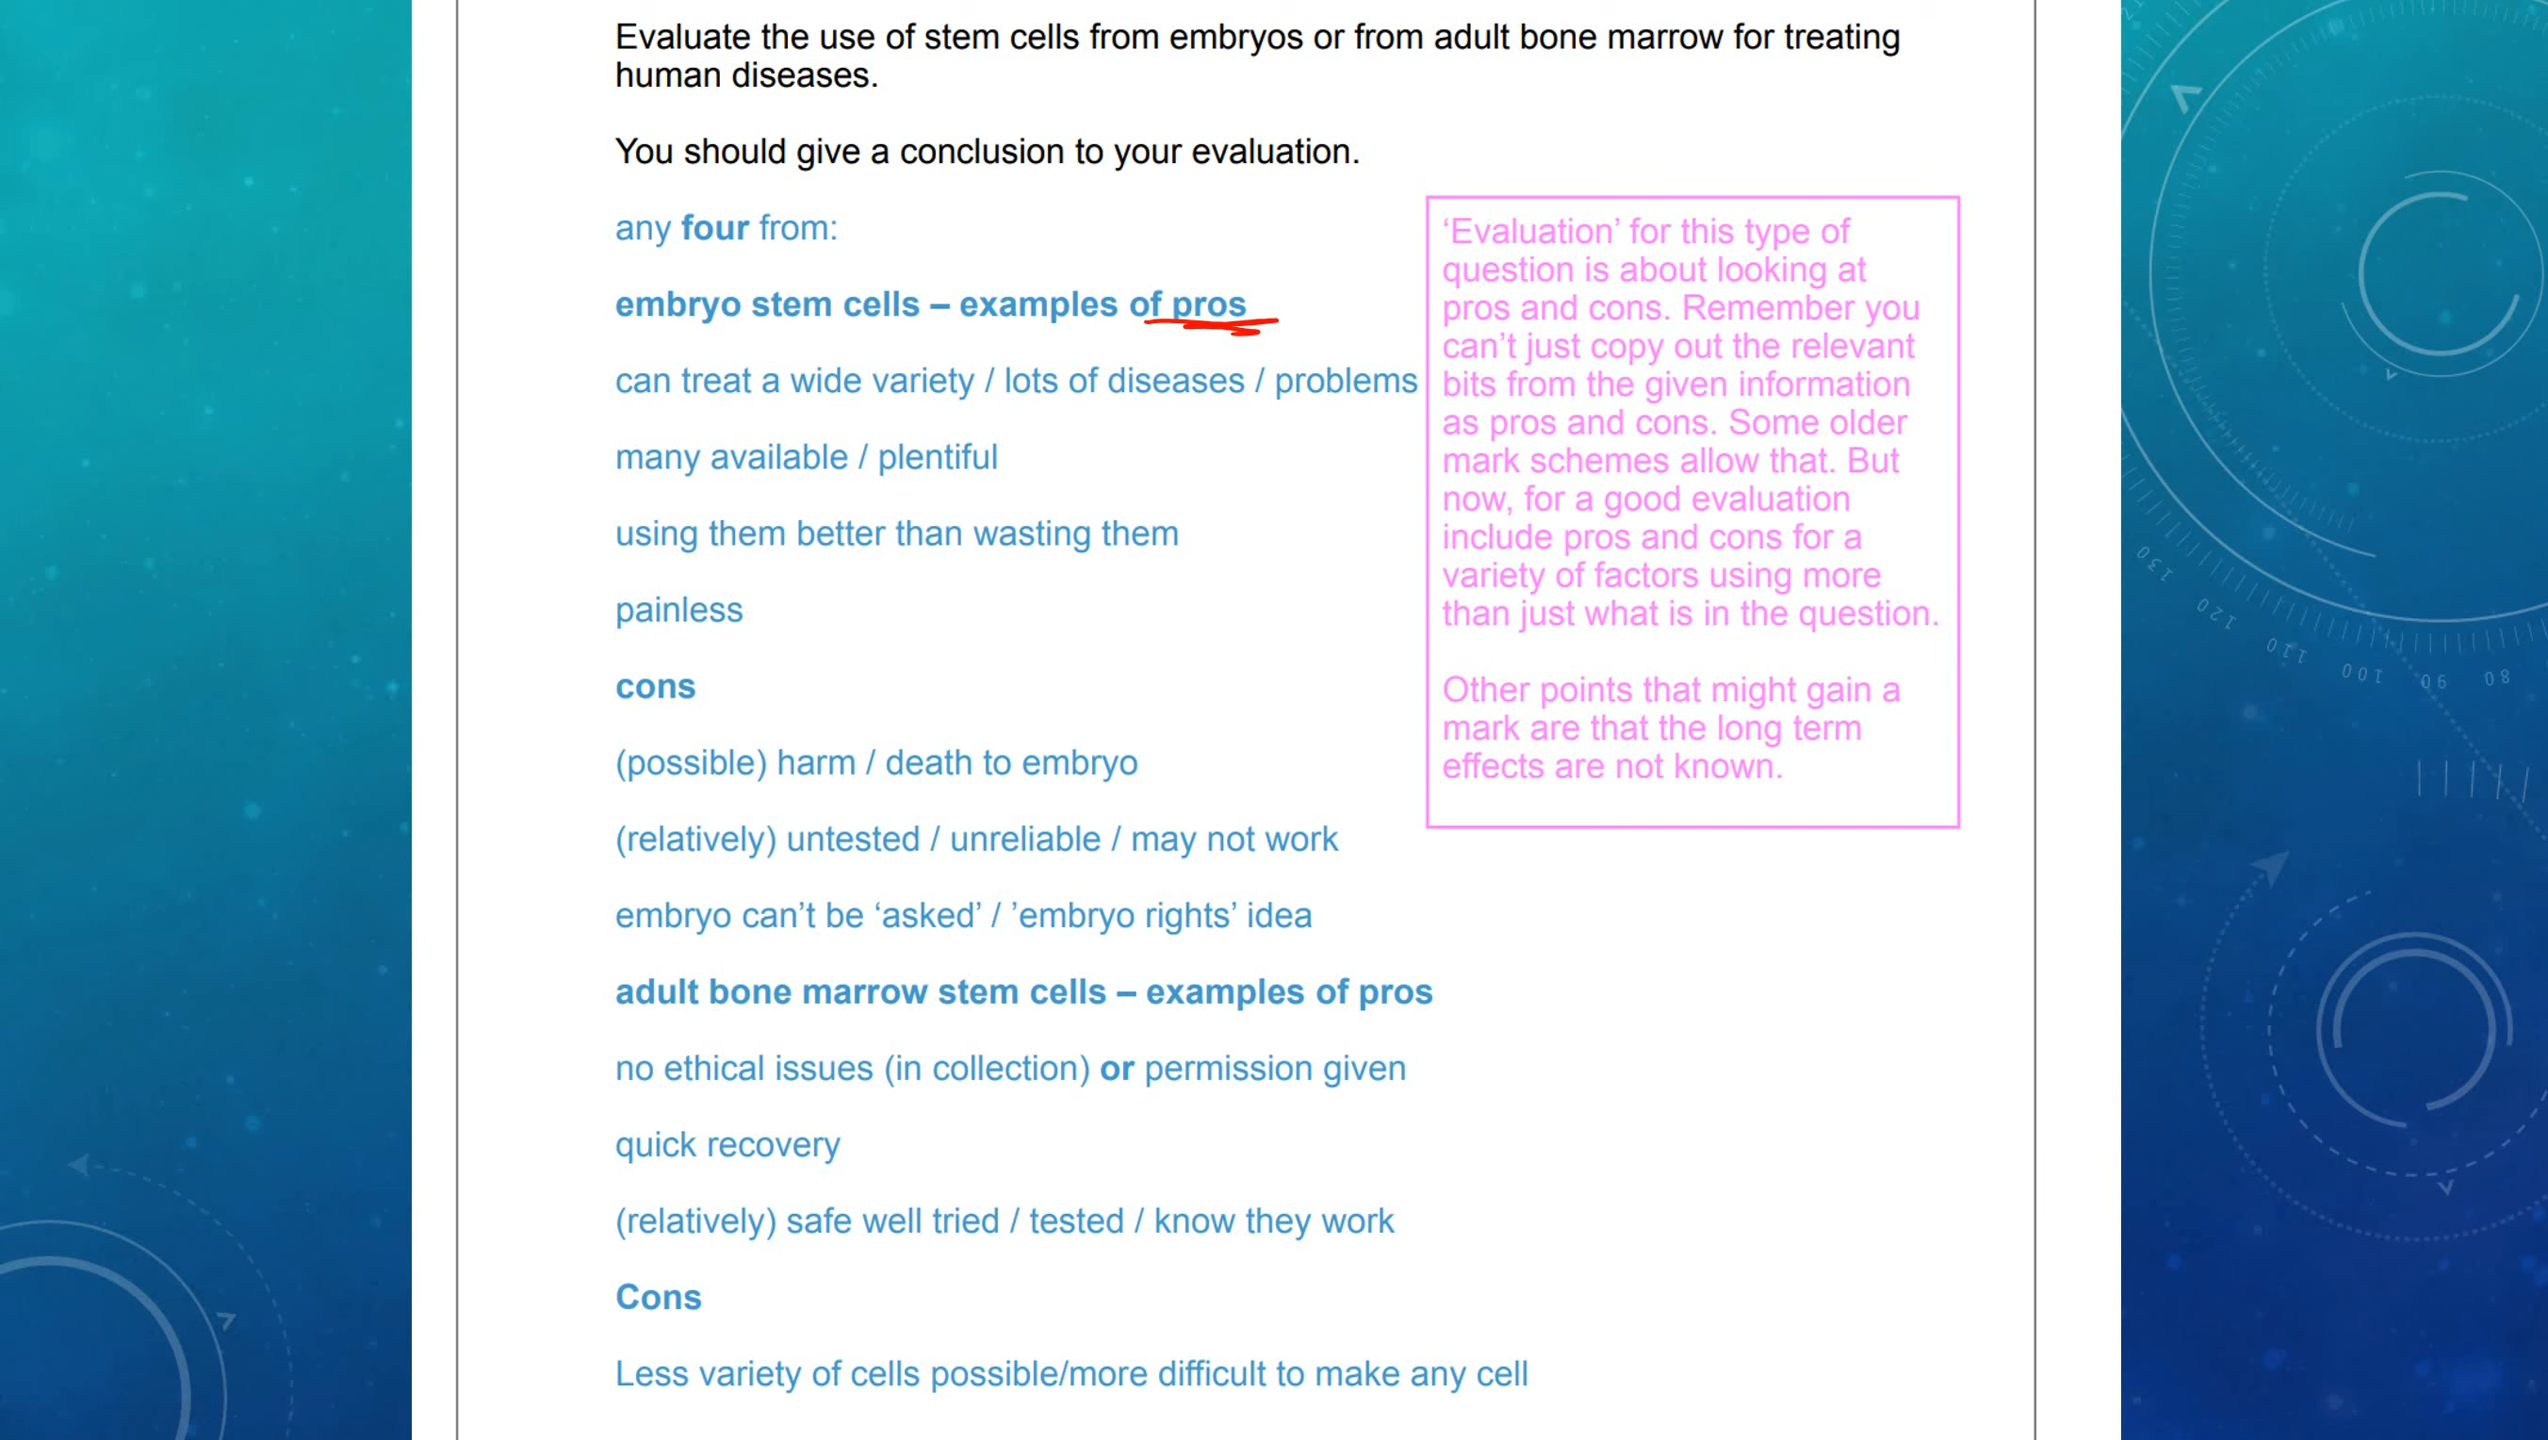 Evaluate the use of stem cells from embryos or from adult bone marrow for treating
human diseases.
You should give a conclusion to your evaluation.
any four from:
embryo stem cells – examples of pros
can treat a wide variety / lots of diseases / problems
many available / plentiful
using them better than wasting them
painless
cons
(possible) harm / death to embryo
(relatively) untested / unreliable / may not work
embryo can’t be ‘asked’ / ’embryo rights’ idea
adult bone marrow stem cells – examples of pros
no ethical issues (in collection) or permission given
quick recovery
(relatively) safe well tried / tested / know they work
Cons
Less variety of cells possible/more difficult to make any cell
‘Evaluation’ for this type of
question is about looking at
pros and cons. Remember you
can’t just copy out the relevant
bits from the given information
as pros and cons. Some older
mark schemes allow that. But
now, for a good evaluation
include pros and cons for a
variety of factors using more
than just what is in the question.
Other points that might gain a
mark are that the long term
effects are not known.
130
120
110
100
90
80